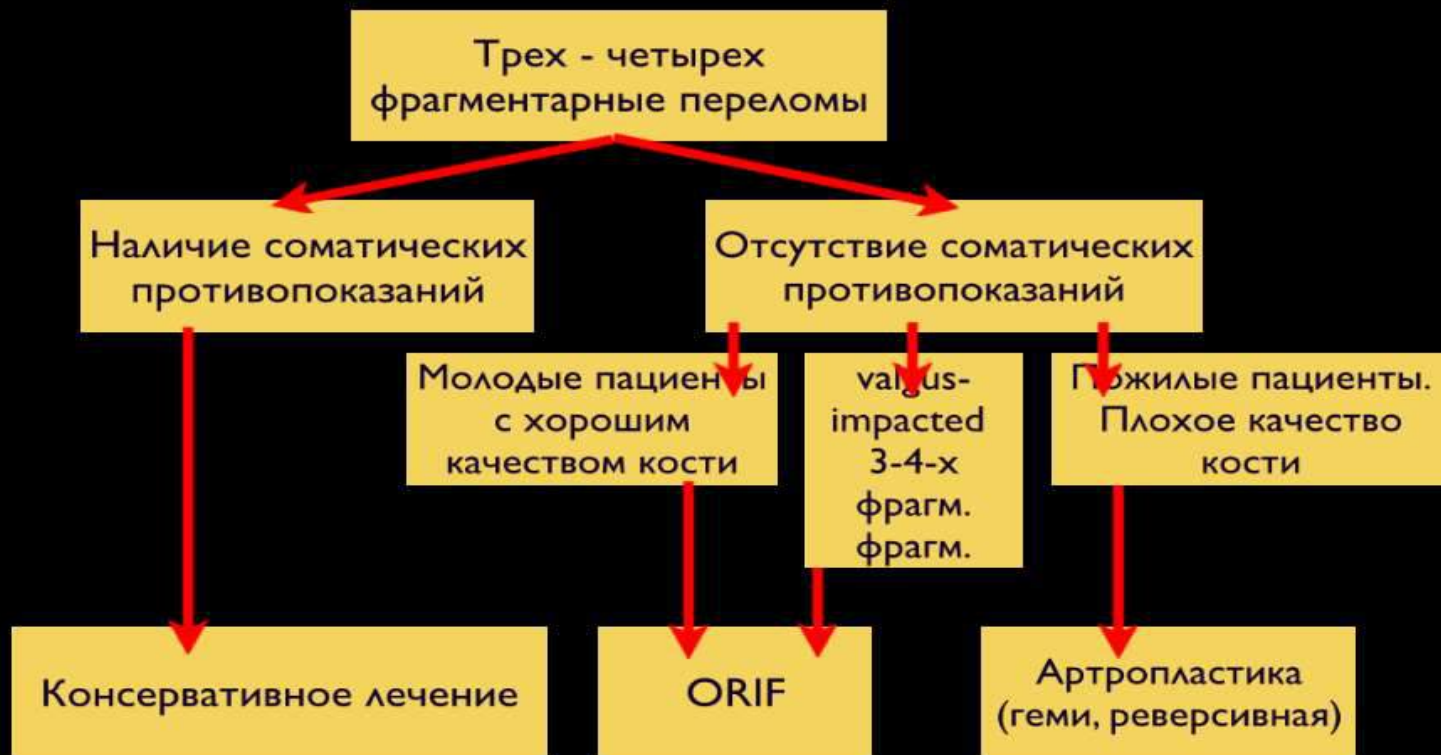 Трех - четырех
фрагментарные переломы
Наличие соматических
противопоказаний
Отсутствие соматических
противопоказаний
Молодые пациенты
с хорошим
качеством кости
valgus-
impacted
3-4-х
фрагм.
фрагм.
Пожилые пациенты.
Плохое качество
кости
Консервативное лечение
ORIF
Артропластика
(геми, реверсивная)